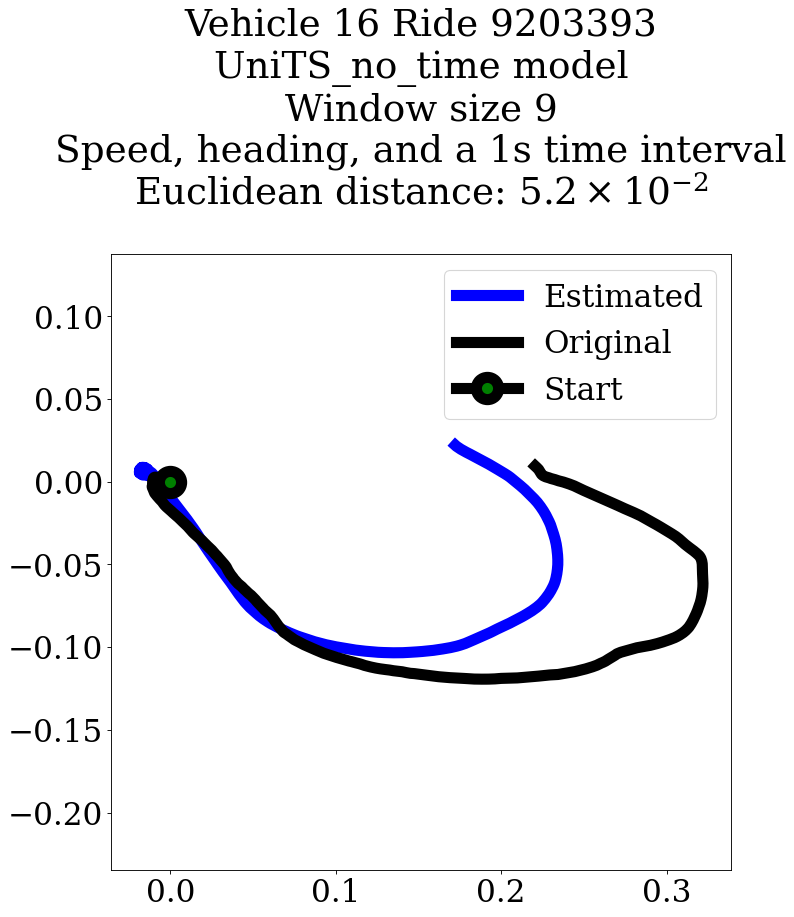 Vehicle 16 Ride 9203393
UniTS_no_time model
Window size 9
Speed, heading, and a 1s time interval
Euclidean distance: 5.2 × 10⁻²
Estimated
Original
Start
0.10
0.05
0.00
−0.05
−0.10
−0.15
−0.20
0.0 0.1 0.2 0.3